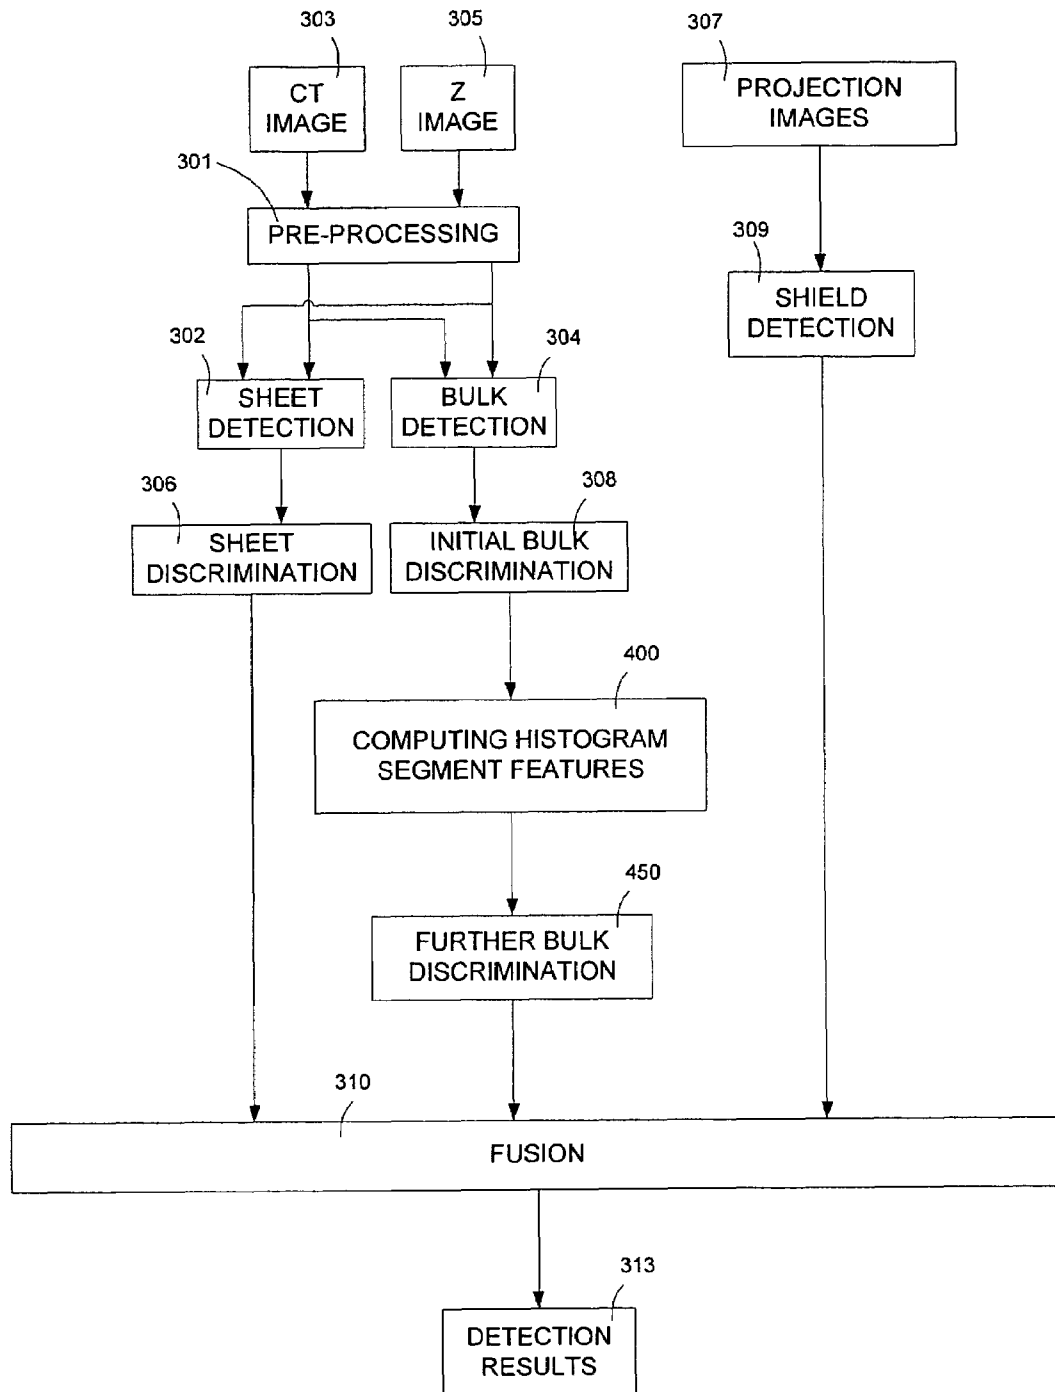 303
305
307
CT
IMAGE
Z
IMAGE
PROJECTION
IMAGES
301
PRE-PROCESSING
309
SHIELD
DETECTION
302
304
SHEET
DETECTION
BULK
DETECTION
306
308
SHEET
DISCRIMINATION
INITIAL BULK
DISCRIMINATION
400
COMPUTING HISTOGRAM
SEGMENT FEATURES
450
FURTHER BULK
DISCRIMINATION
310
FUSION
313
DETECTION
RESULTS